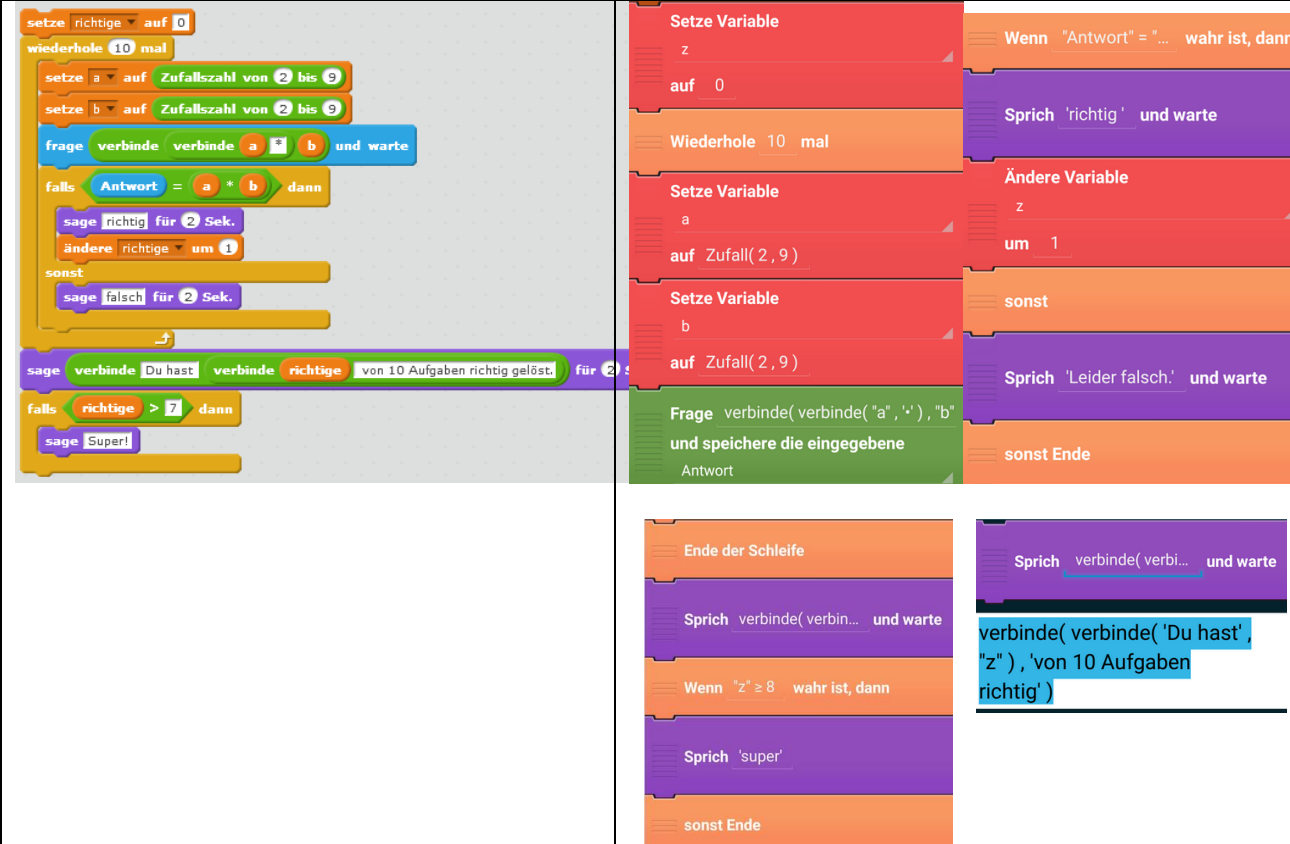 setze richtige auf 0
wiederhole 10 mal
setze a auf Zufallszahl von 2 bis 9
setze b auf Zufallszahl von 2 bis 9
frage verbinde verbinde a * b und warte
falls Antwort = a * b dann
sage richtig für 2 Sek.
ändere richtige um 1
sonst
sage falsch für 2 Sek.
sage verbinde Du hast verbinde richtige von 10 Aufgaben richtig gelöst. für 2 S
falls richtige > 7 dann
sage Super!
Setze Variable
z
auf 0
Wiederhole 10 mal
Setze Variable
a
auf Zufall( 2 , 9 )
Setze Variable
b
auf Zufall( 2 , 9 )
Frage verbinde( verbinde( "a" , '•' ) , "b"
und speichere die eingegebene
Antwort
Wenn "Antwort" = "... wahr ist, dann
Sprich 'richtig ' und warte
Ändere Variable
z
um 1
sonst
Sprich 'Leider falsch.' und warte
sonst Ende
Ende der Schleife
Sprich verbinde( verbin... und warte
Wenn "z" ≥ 8 wahr ist, dann
Sprich 'super'
sonst Ende
Sprich verbinde( verbi... und warte
verbinde( verbinde( 'Du hast' ,
"z" ) , 'von 10 Aufgaben
richtig' )